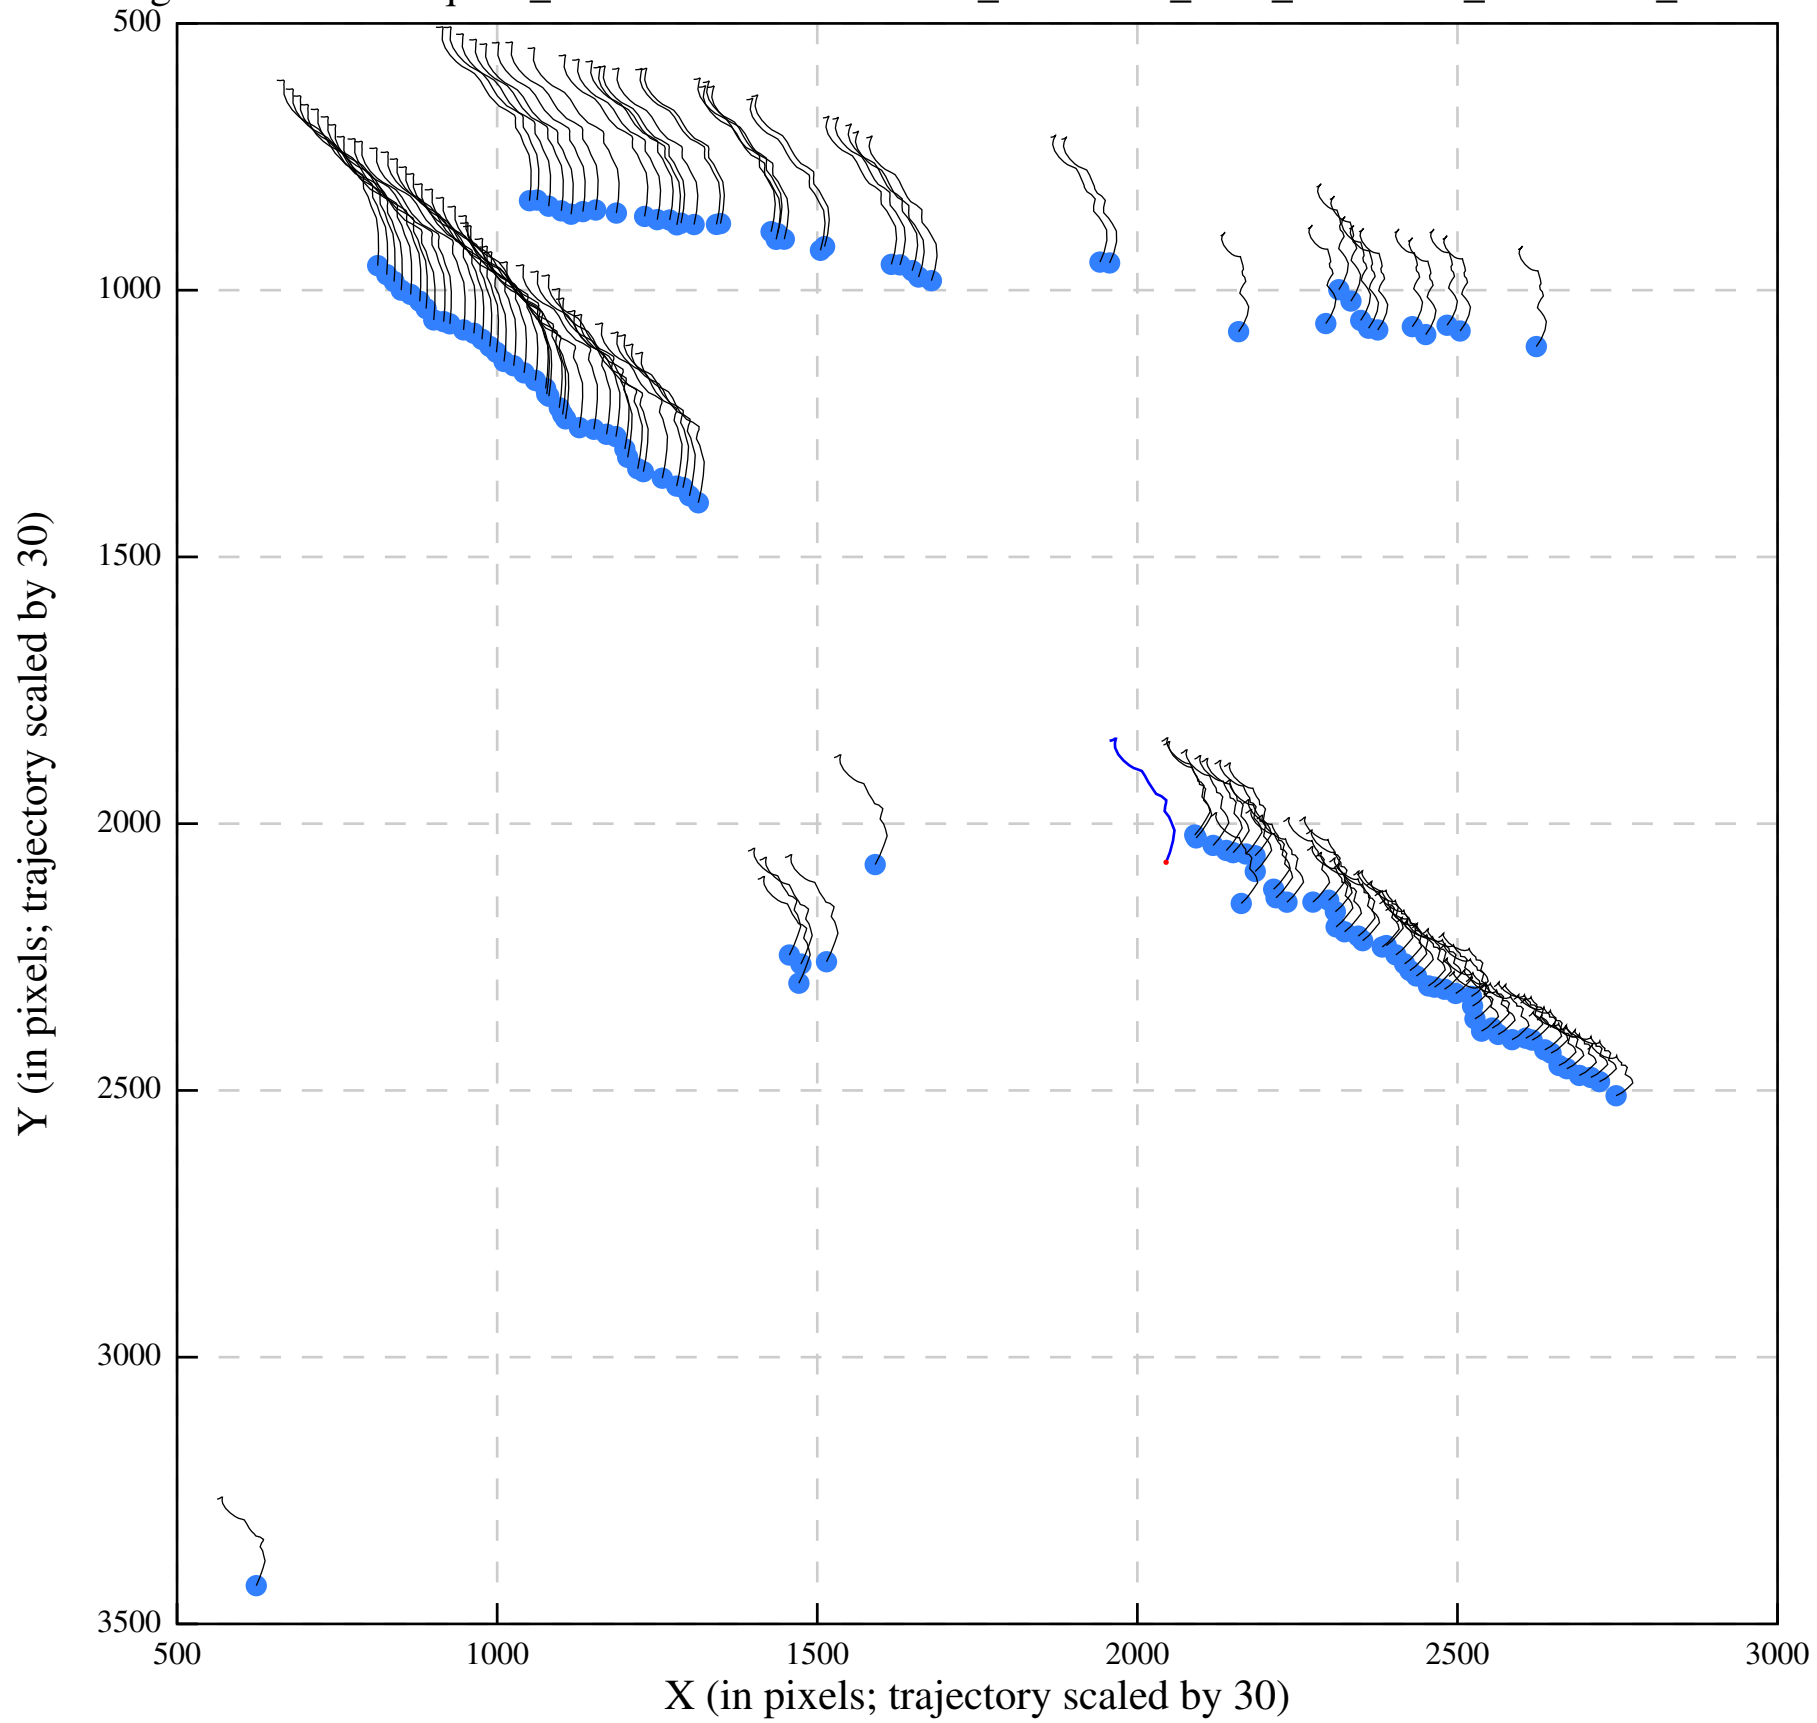 500
1000
1500
2000
2500
3000
3500
Y (in pixels; trajectory scaled by 30)
500 1000 1500 2000 2500 3000
X (in pixels; trajectory scaled by 30)